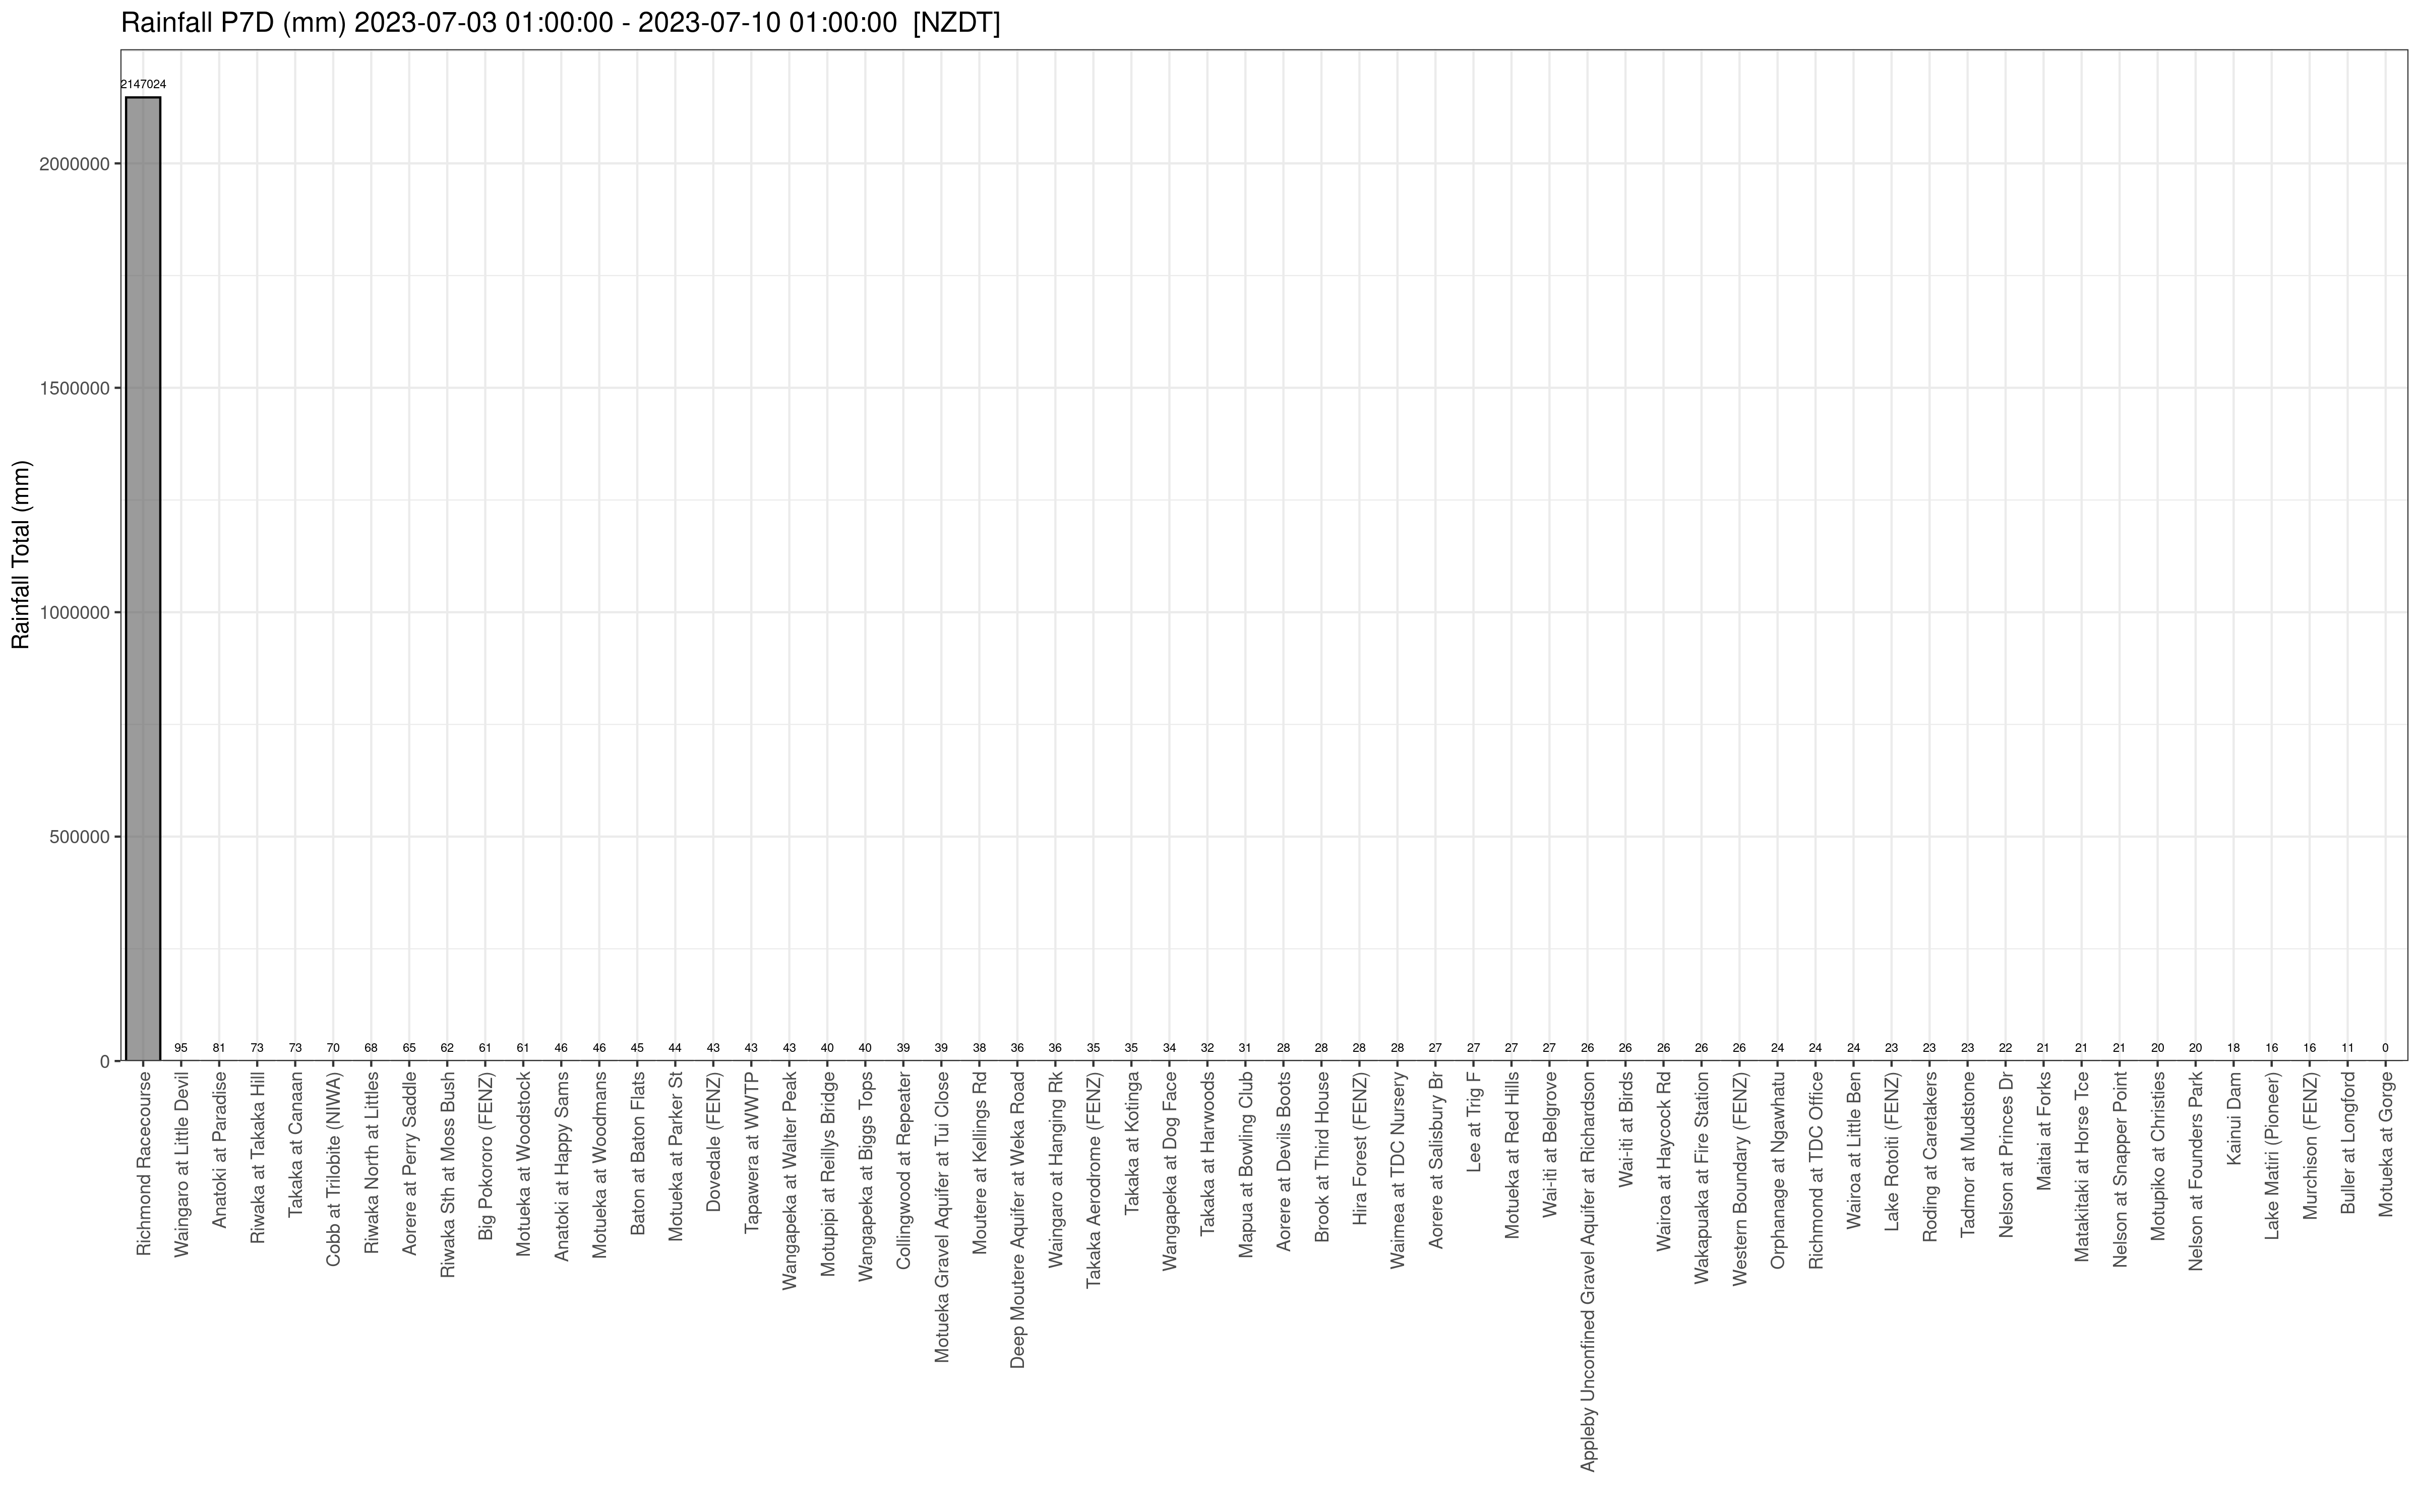 Rainfall P7D (mm) 2023-07-03 01:00:00 - 2023-07-10 01:00:00 [NZDT]
Rainfall Total (mm)
2000000
1500000
1000000
500000
0
2147024
95
81
73
73
70
68
65
62
61
61
46
46
45
44
43
43
43
40
40
39
39
38
36
36
35
35
34
32
31
28
28
28
28
27
27
27
27
26
26
26
26
26
24
24
24
23
23
23
22
21
21
21
20
20
18
16
16
11
0
Richmond Racecourse
Waingaro at Little Devil
Anatoki at Paradise
Riwaka at Takaka Hill
Takaka at Canaan
Cobb at Trilobite (NIWA)
Riwaka North at Littles
Aorere at Perry Saddle
Riwaka Sth at Moss Bush
Big Pokororo (FENZ)
Motueka at Woodstock
Anatoki at Happy Sams
Motueka at Woodmans
Baton at Baton Flats
Motueka at Parker St
Dovedale (FENZ)
Tapawera at WWTP
Wangapeka at Walter Peak
Motupipi at Reillys Bridge
Wangapeka at Biggs Tops
Collingwood at Repeater
Motueka Gravel Aquifer at Tui Close
Moutere at Kellings Rd
Deep Moutere Aquifer at Weka Road
Waingaro at Hanging Rk
Takaka Aerodrome (FENZ)
Takaka at Kotinga
Wangapeka at Dog Face
Takaka at Harwoods
Mapua at Bowling Club
Aorere at Devils Boots
Brook at Third House
Hira Forest (FENZ)
Waimea at TDC Nursery
Aorere at Salisbury Br
Lee at Trig F
Motueka at Red Hills
Wai-iti at Belgrove
Appleby Unconfined Gravel Aquifer at Richardson
Wai-iti at Birds
Wairoa at Haycock Rd
Wakapuaka at Fire Station
Western Boundary (FENZ)
Orphanage at Ngawhatu
Richmond at TDC Office
Wairoa at Little Ben
Lake Rotoiti (FENZ)
Roding at Caretakers
Tadmor at Mudstone
Nelson at Princes Dr
Maitai at Forks
Matakitaki at Horse Tce
Nelson at Snapper Point
Motupiko at Christies
Nelson at Founders Park
Kainui Dam
Lake Matiri (Pioneer)
Murchison (FENZ)
Buller at Longford
Motueka at Gorge